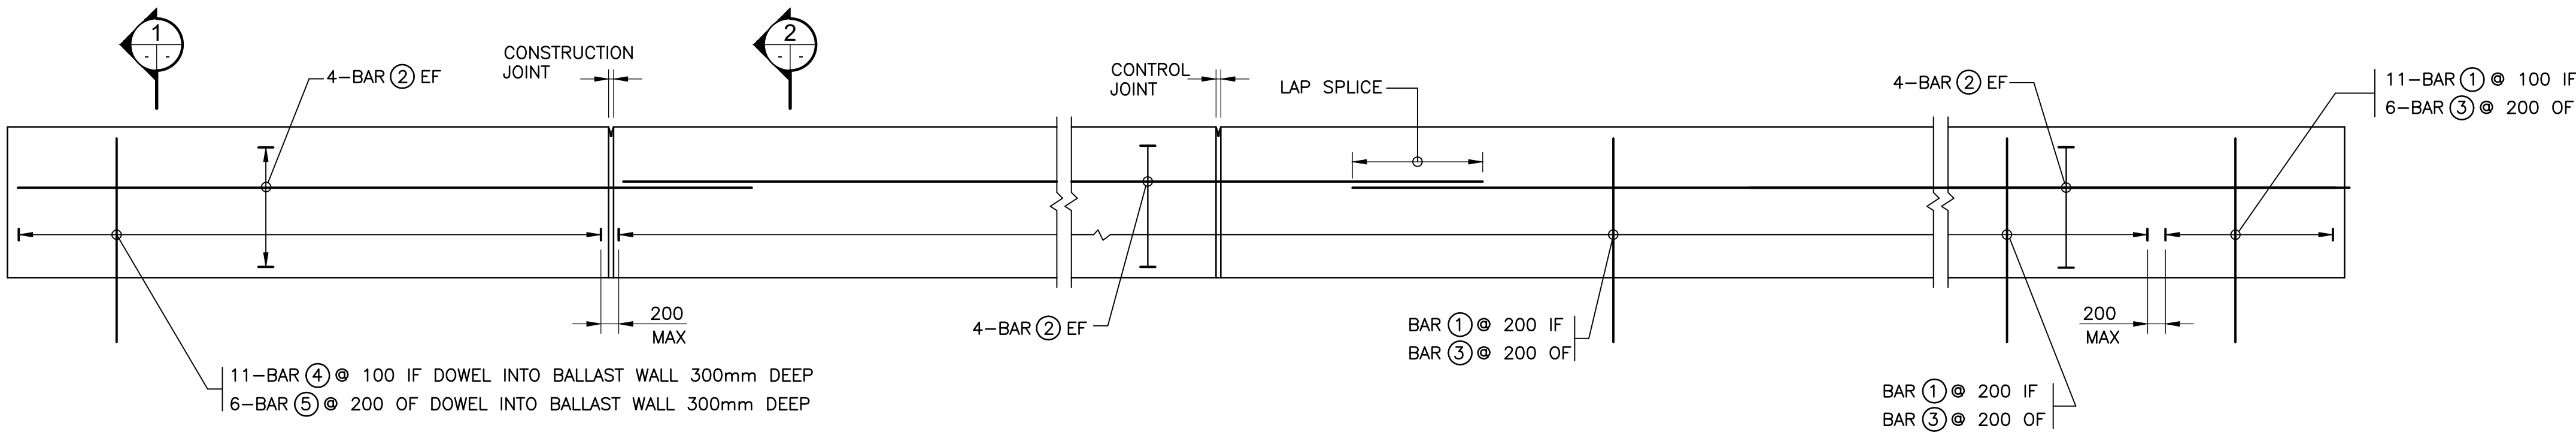 1
- -
2
- -
CONSTRUCTION
JOINT
4-BAR 2 EF
CONTROL
JOINT
LAP SPLICE
4-BAR 2 EF
11-BAR 1 @ 100 IF
6-BAR 3 @ 200 OF
200
MAX
4-BAR 2 EF
BAR 1 @ 200 IF
BAR 3 @ 200 OF
200
MAX
11-BAR 4 @ 100 IF DOWEL INTO BALLAST WALL 300mm DEEP
6-BAR 5 @ 200 OF DOWEL INTO BALLAST WALL 300mm DEEP
BAR 1 @ 200 IF
BAR 3 @ 200 OF